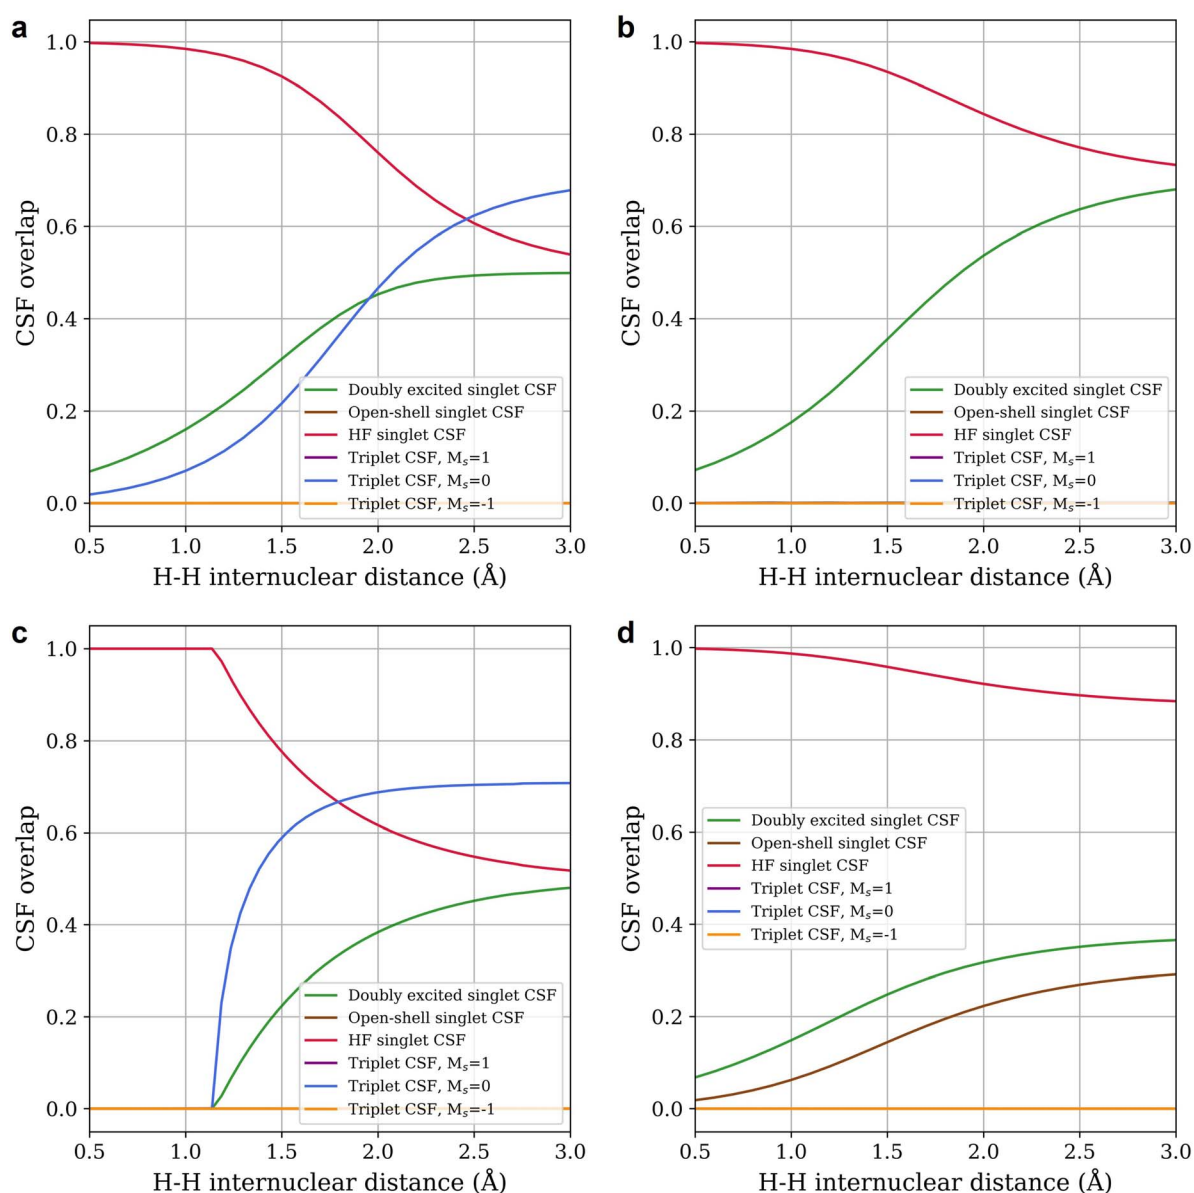 a
1.0
0.8
0.6
0.4
0.2
0.0
CSF overlap
Doubly excited singlet CSF
Open-shell singlet CSF
HF singlet CSF
Triplet CSF, Mₛ=1
Triplet CSF, Mₛ=0
Triplet CSF, Mₛ=-1
0.5 1.0 1.5 2.0 2.5 3.0
H-H internuclear distance (Å)
b
1.0
0.8
0.6
0.4
0.2
0.0
CSF overlap
Doubly excited singlet CSF
Open-shell singlet CSF
HF singlet CSF
Triplet CSF, Mₛ=1
Triplet CSF, Mₛ=0
Triplet CSF, Mₛ=-1
0.5 1.0 1.5 2.0 2.5 3.0
H-H internuclear distance (Å)
c
1.0
0.8
0.6
0.4
0.2
0.0
CSF overlap
Doubly excited singlet CSF
Open-shell singlet CSF
HF singlet CSF
Triplet CSF, Mₛ=1
Triplet CSF, Mₛ=0
Triplet CSF, Mₛ=-1
0.5 1.0 1.5 2.0 2.5 3.0
H-H internuclear distance (Å)
d
1.0
0.8
0.6
0.4
0.2
0.0
CSF overlap
Doubly excited singlet CSF
Open-shell singlet CSF
HF singlet CSF
Triplet CSF, Mₛ=1
Triplet CSF, Mₛ=0
Triplet CSF, Mₛ=-1
0.5 1.0 1.5 2.0 2.5 3.0
H-H internuclear distance (Å)